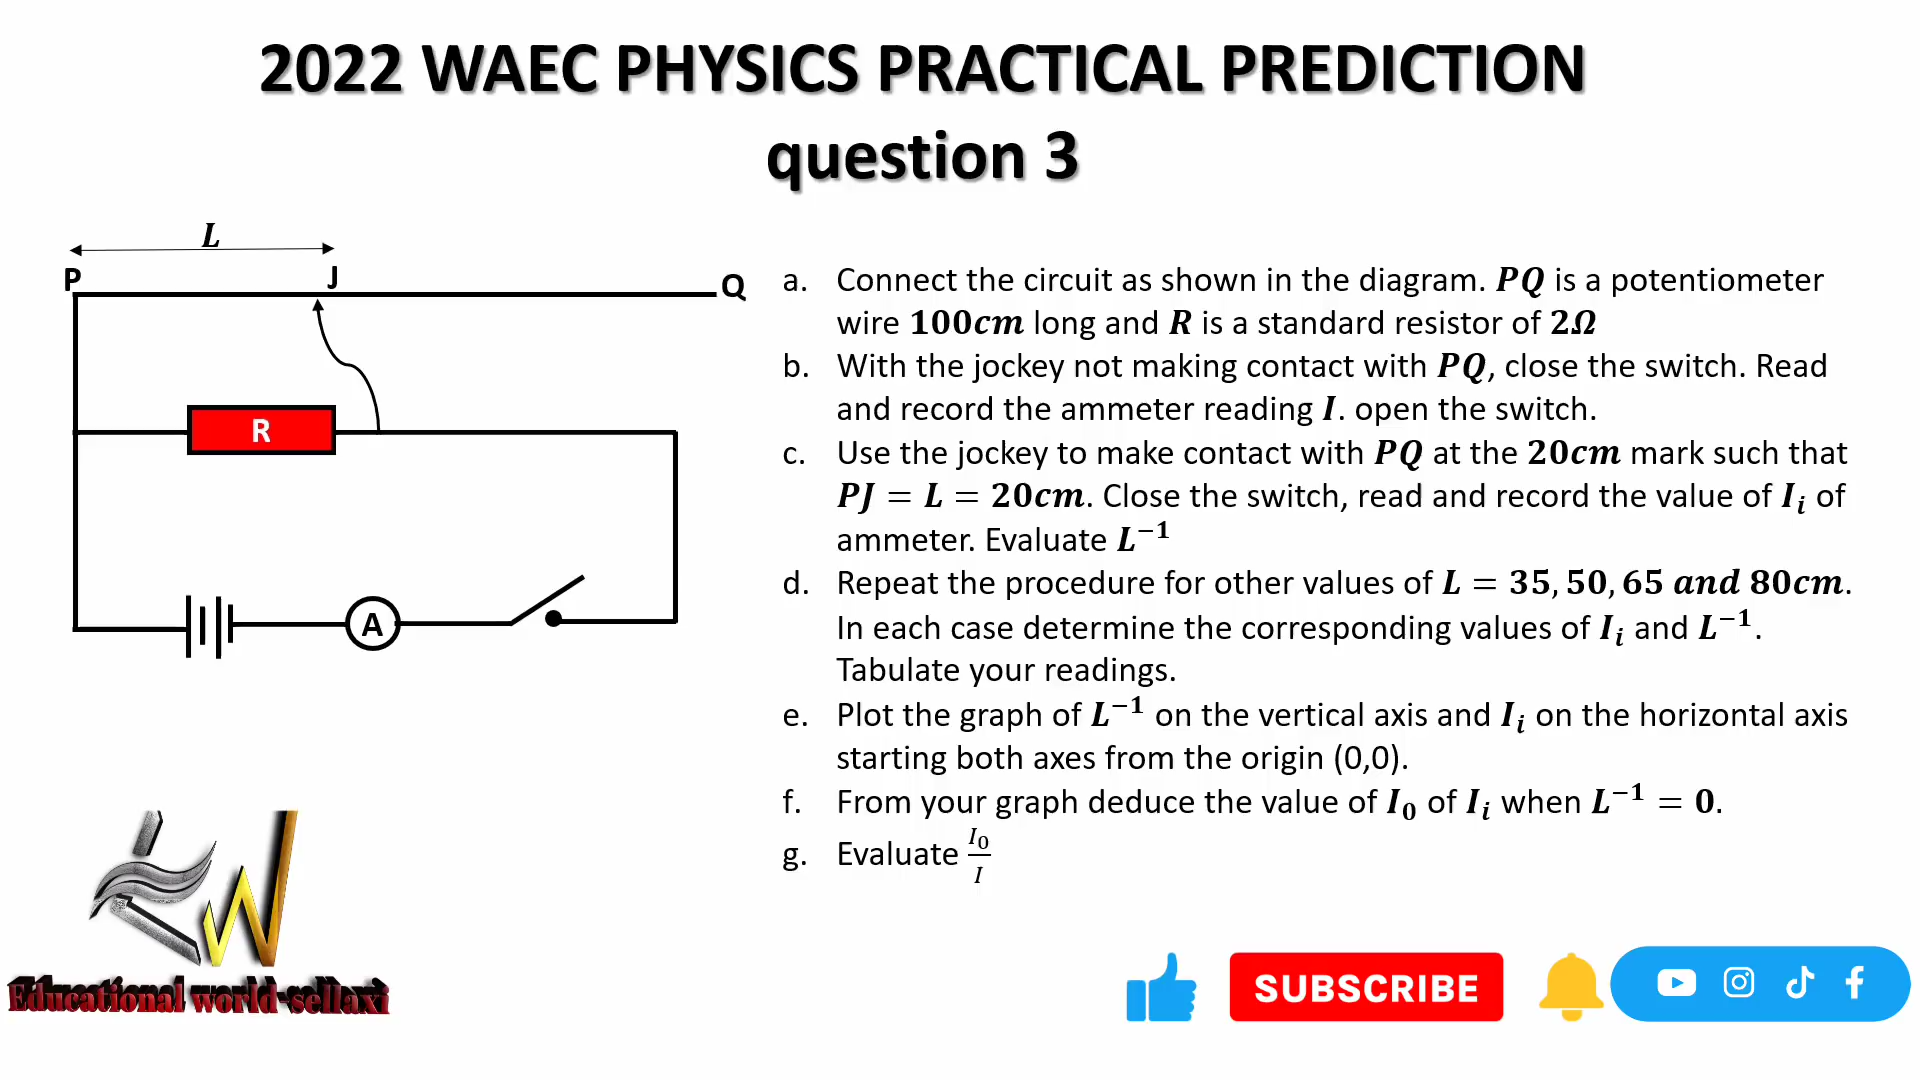 2022 WAEC PHYSICS PRACTICAL PREDICTION
question 3
L
P
J
Q
R
A
a. Connect the circuit as shown in the diagram. PQ is a potentiometer
wire 100cm long and R is a standard resistor of 2Ω
b. With the jockey not making contact with PQ, close the switch. Read
and record the ammeter reading I. open the switch.
c. Use the jockey to make contact with PQ at the 20cm mark such that
PJ = L = 20cm. Close the switch, read and record the value of Iᵢ of
ammeter. Evaluate L⁻¹
d. Repeat the procedure for other values of L = 35, 50, 65 and 80cm.
In each case determine the corresponding values of Iᵢ and L⁻¹.
Tabulate your readings.
e. Plot the graph of L⁻¹ on the vertical axis and Iᵢ on the horizontal axis
starting both axes from the origin (0,0).
f. From your graph deduce the value of I₀ of Iᵢ when L⁻¹ = 0.
g. Evaluate I₀/I
Educational world-sellaxi
SUBSCRIBE